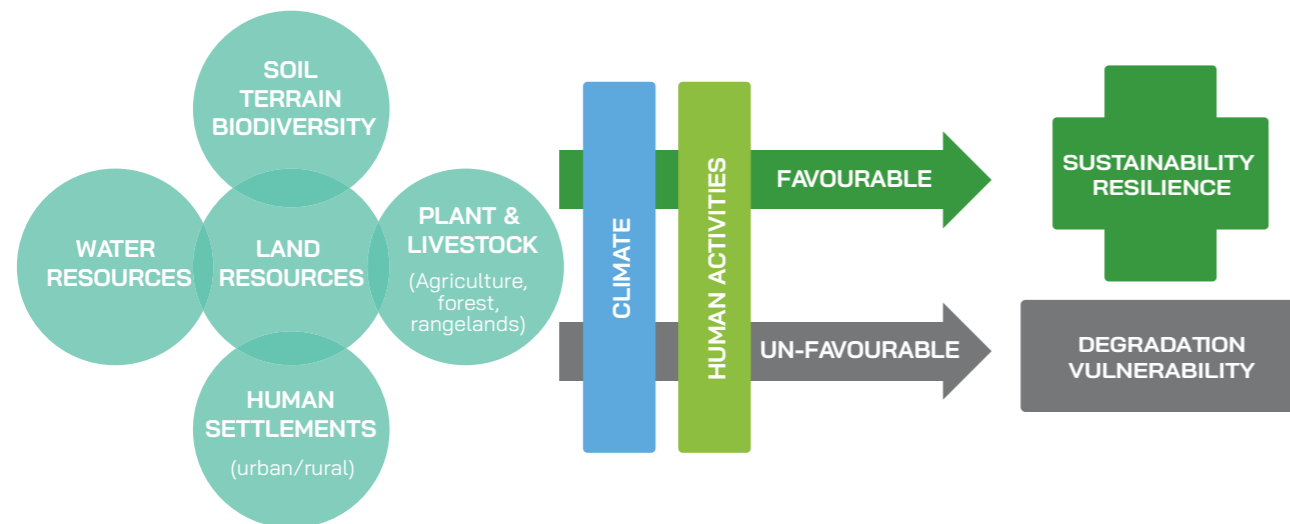 SOIL
TERRAIN
BIODIVERSITY
WATER
RESOURCES
LAND
RESOURCES
PLANT &
LIVESTOCK
(Agriculture,
forest,
rangelands)
HUMAN
SETTLEMENTS
(urban/rural)
CLIMATE
HUMAN ACTIVITIES
FAVOURABLE
UN-FAVOURABLE
SUSTAINABILITY
RESILIENCE
DEGRADATION
VULNERABILITY